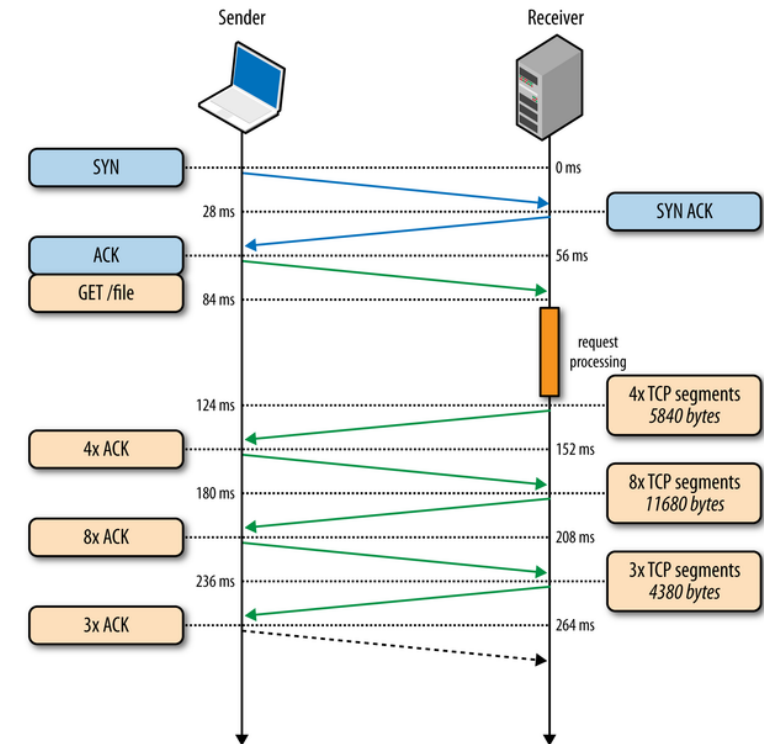 Sender
Receiver
SYN
0 ms
28 ms
SYN ACK
ACK
56 ms
GET /file
84 ms
request
processing
124 ms
4x TCP segments
5840 bytes
4x ACK
152 ms
180 ms
8x TCP segments
11680 bytes
8x ACK
208 ms
236 ms
3x TCP segments
4380 bytes
3x ACK
264 ms